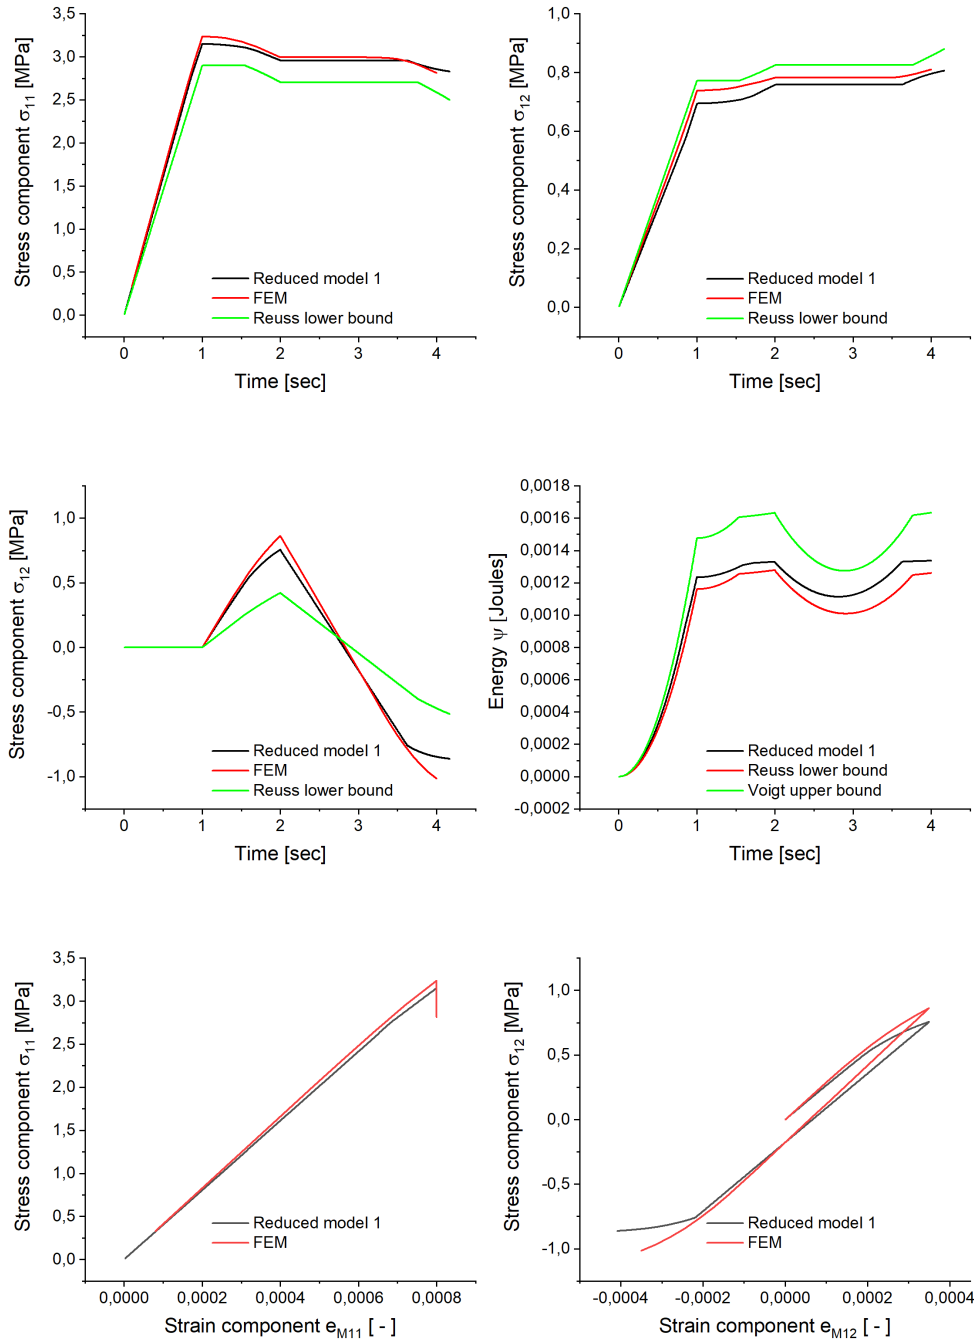 Stress component σ11 [MPa]
3,5
3,0
2,5
2,0
1,5
1,0
0,5
0,0
Reduced model 1
FEM
Reuss lower bound
0 1 2 3 4
Time [sec]
Stress component σ12 [MPa]
1,0
0,8
0,6
0,4
0,2
0,0
Reduced model 1
FEM
Reuss lower bound
0 1 2 3 4
Time [sec]
Stress component σ12 [MPa]
1,0
0,5
0,0
-0,5
-1,0
Reduced model 1
FEM
Reuss lower bound
0 1 2 3 4
Time [sec]
Energy ψ [Joules]
0,0018
0,0016
0,0014
0,0012
0,0010
0,0008
0,0006
0,0004
0,0002
0,0000
-0,0002
Reduced model 1
Reuss lower bound
Voigt upper bound
0 1 2 3 4
Time [sec]
Stress component σ11 [MPa]
3,5
3,0
2,5
2,0
1,5
1,0
0,5
0,0
Reduced model 1
FEM
0,0000 0,0002 0,0004 0,0006 0,0008
Strain component eM11 [ - ]
Stress component σ12 [MPa]
1,0
0,5
0,0
-0,5
-1,0
Reduced model 1
FEM
-0,0004 -0,0002 0,0000 0,0002 0,0004
Strain component eM12 [ - ]